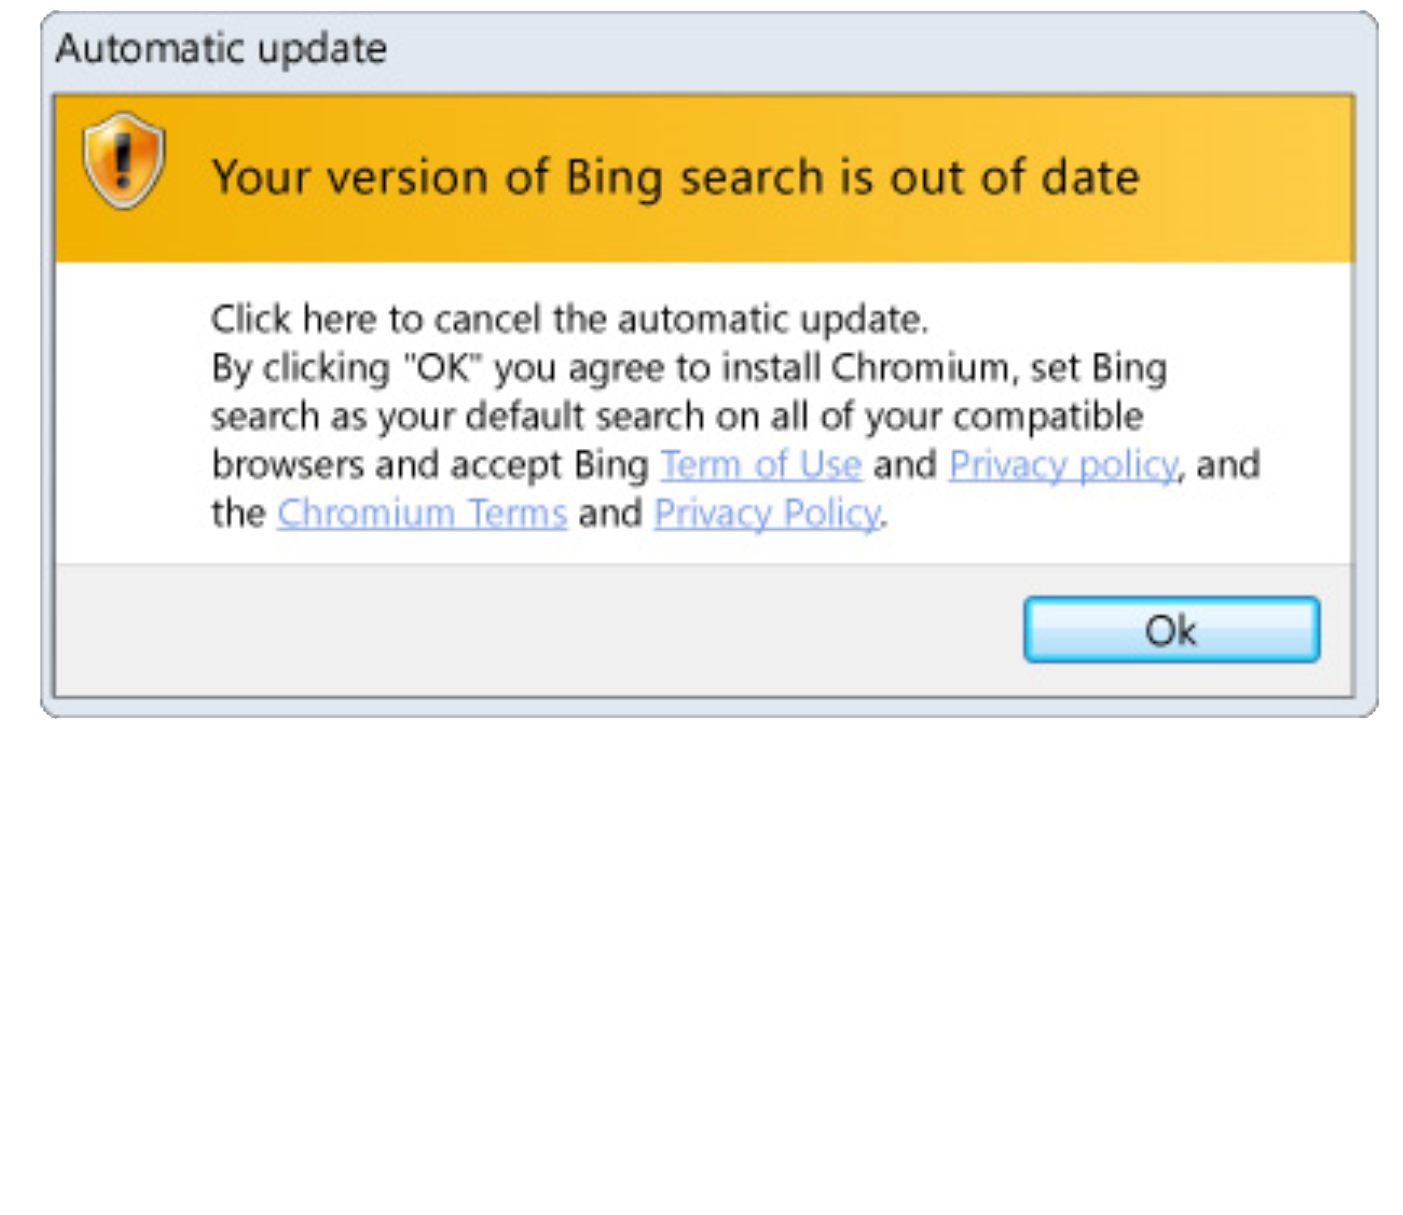 Automatic update
Your version of Bing search is out of date
Click here to cancel the automatic update.
By clicking "OK" you agree to install Chromium, set Bing
search as your default search on all of your compatible
browsers and accept Bing Term of Use and Privacy policy, and
the Chromium Terms and Privacy Policy.
Ok